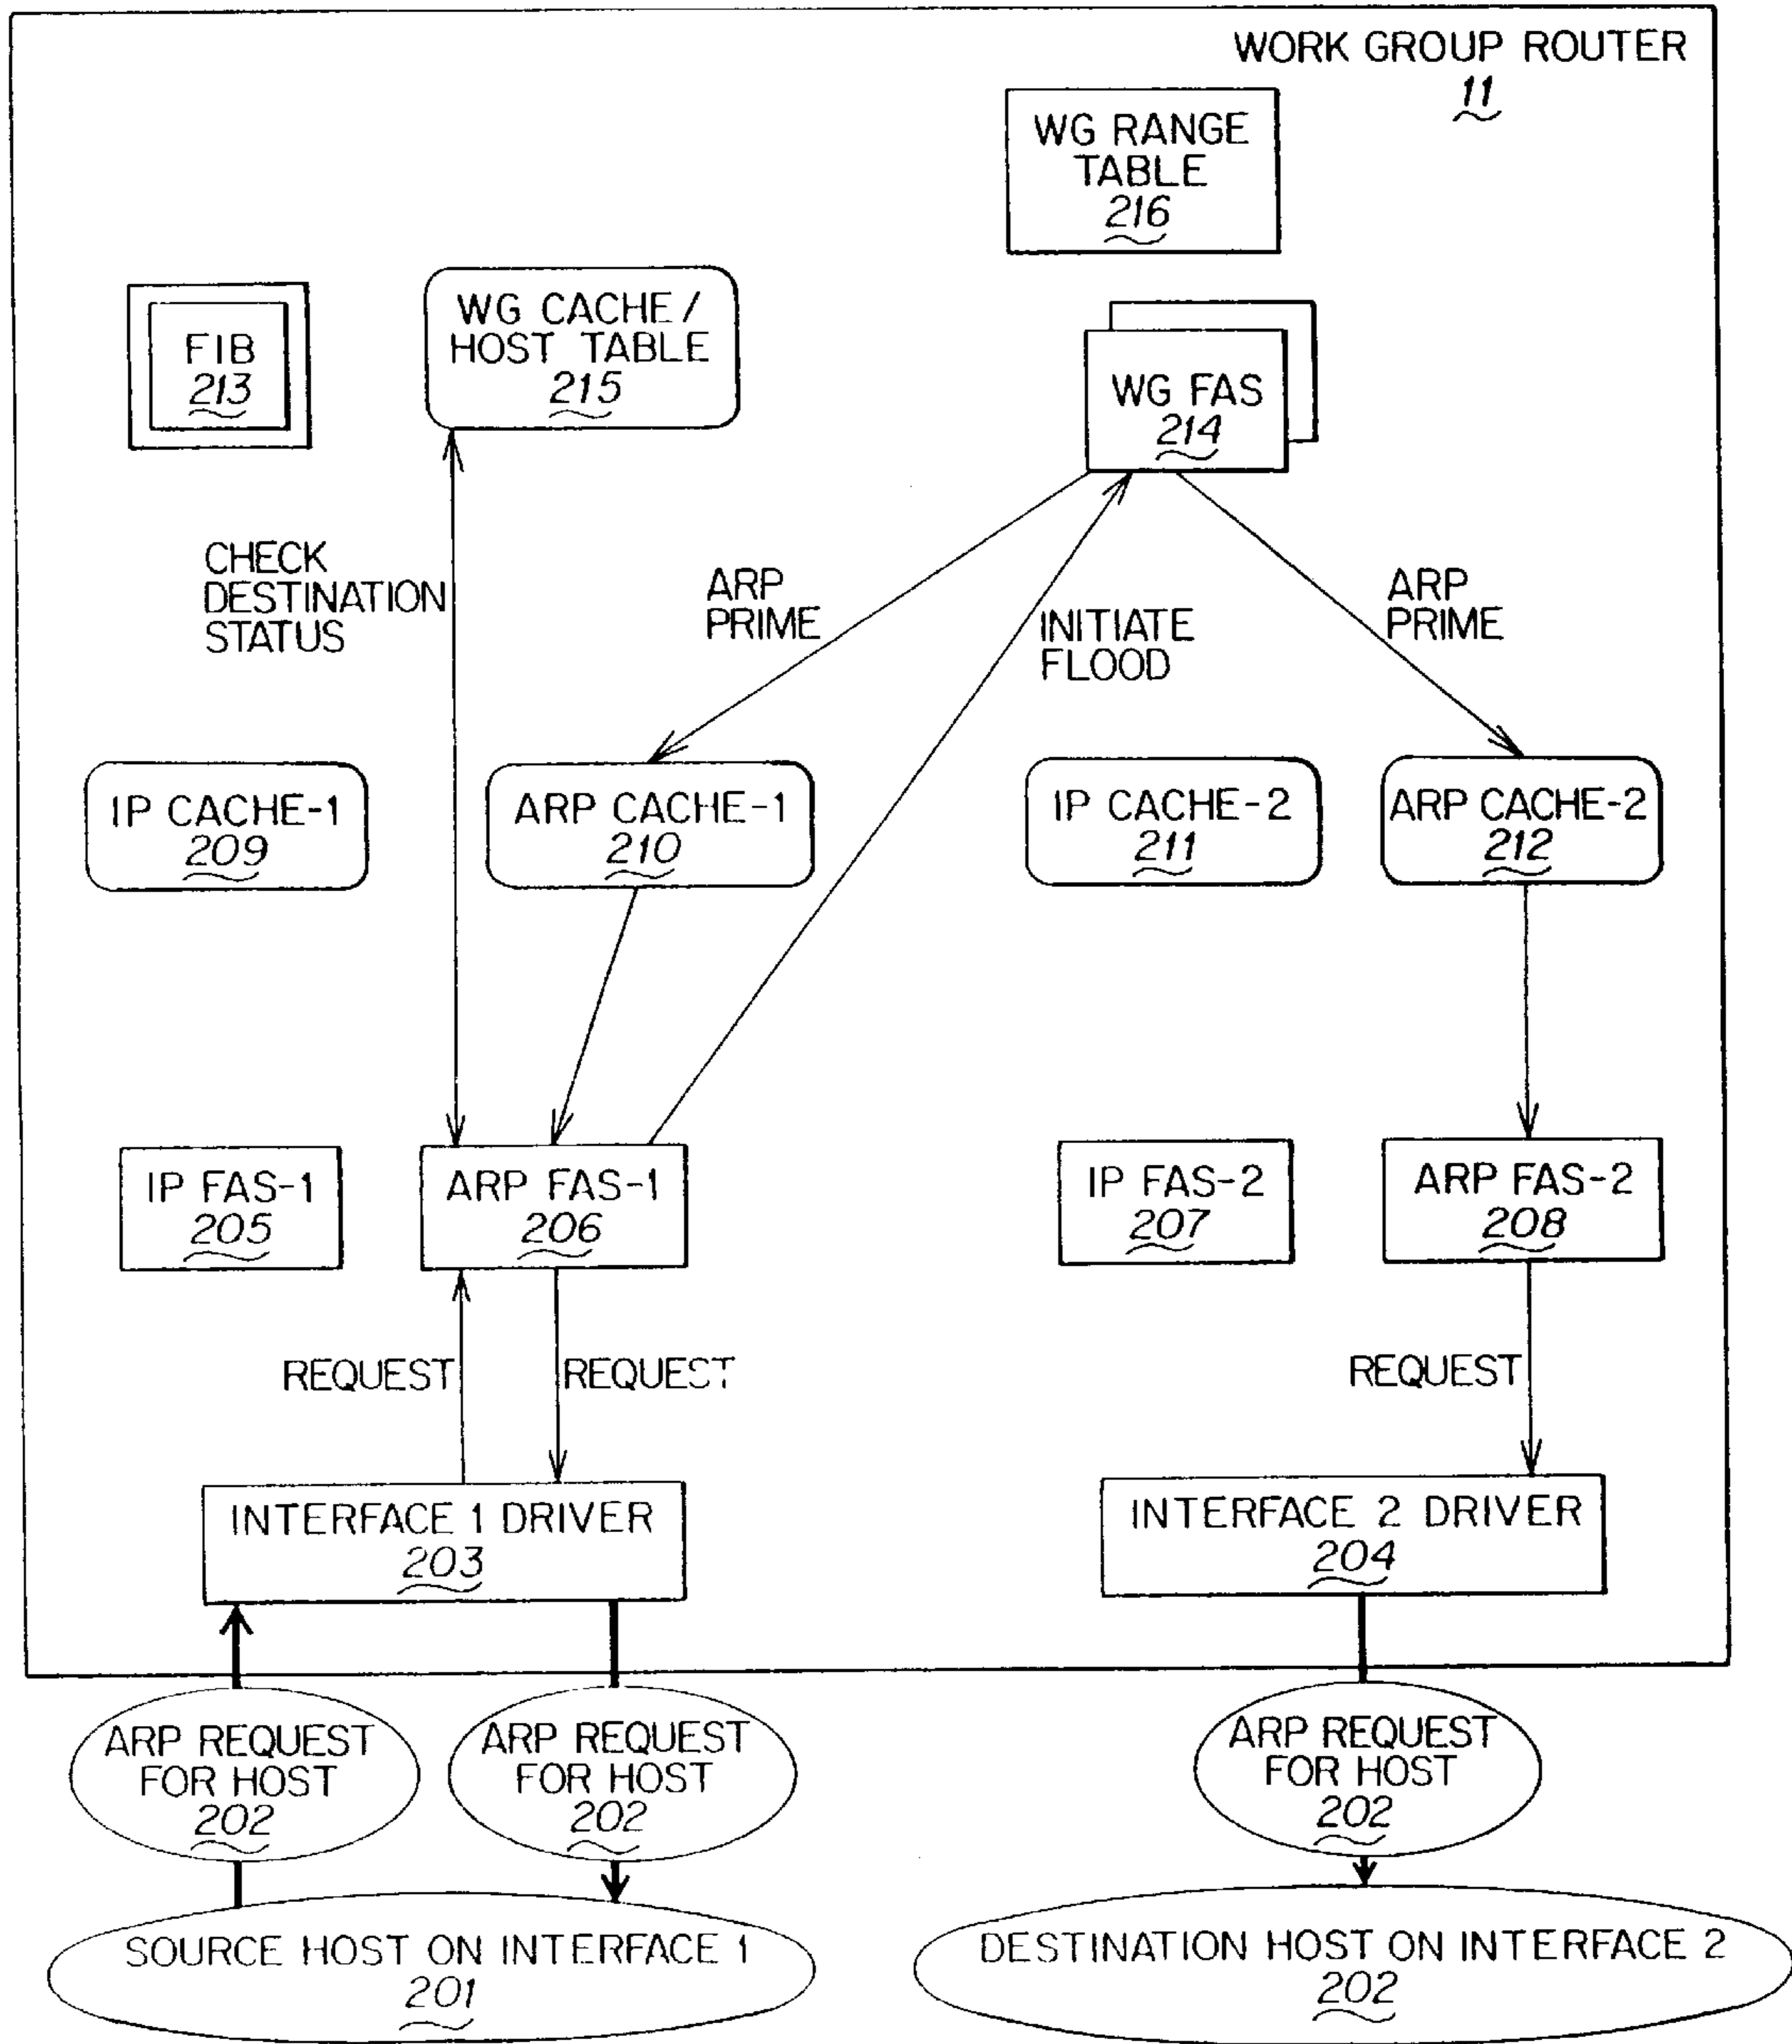 WORK GROUP ROUTER
11
WG RANGE
TABLE
216
FIB
213
WG CACHE/
HOST TABLE
215
WG FAS
214
CHECK
DESTINATION
STATUS
ARP
PRIME
INITIATE
FLOOD
ARP
PRIME
IP CACHE-1
209
ARP CACHE-1
210
IP CACHE-2
211
ARP CACHE-2
212
IP FAS-1
205
ARP FAS-1
206
IP FAS-2
207
ARP FAS-2
208
REQUEST
REQUEST
REQUEST
INTERFACE 1 DRIVER
203
INTERFACE 2 DRIVER
204
ARP REQUEST
FOR HOST
202
ARP REQUEST
FOR HOST
202
ARP REQUEST
FOR HOST
202
SOURCE HOST ON INTERFACE 1
201
DESTINATION HOST ON INTERFACE 2
202